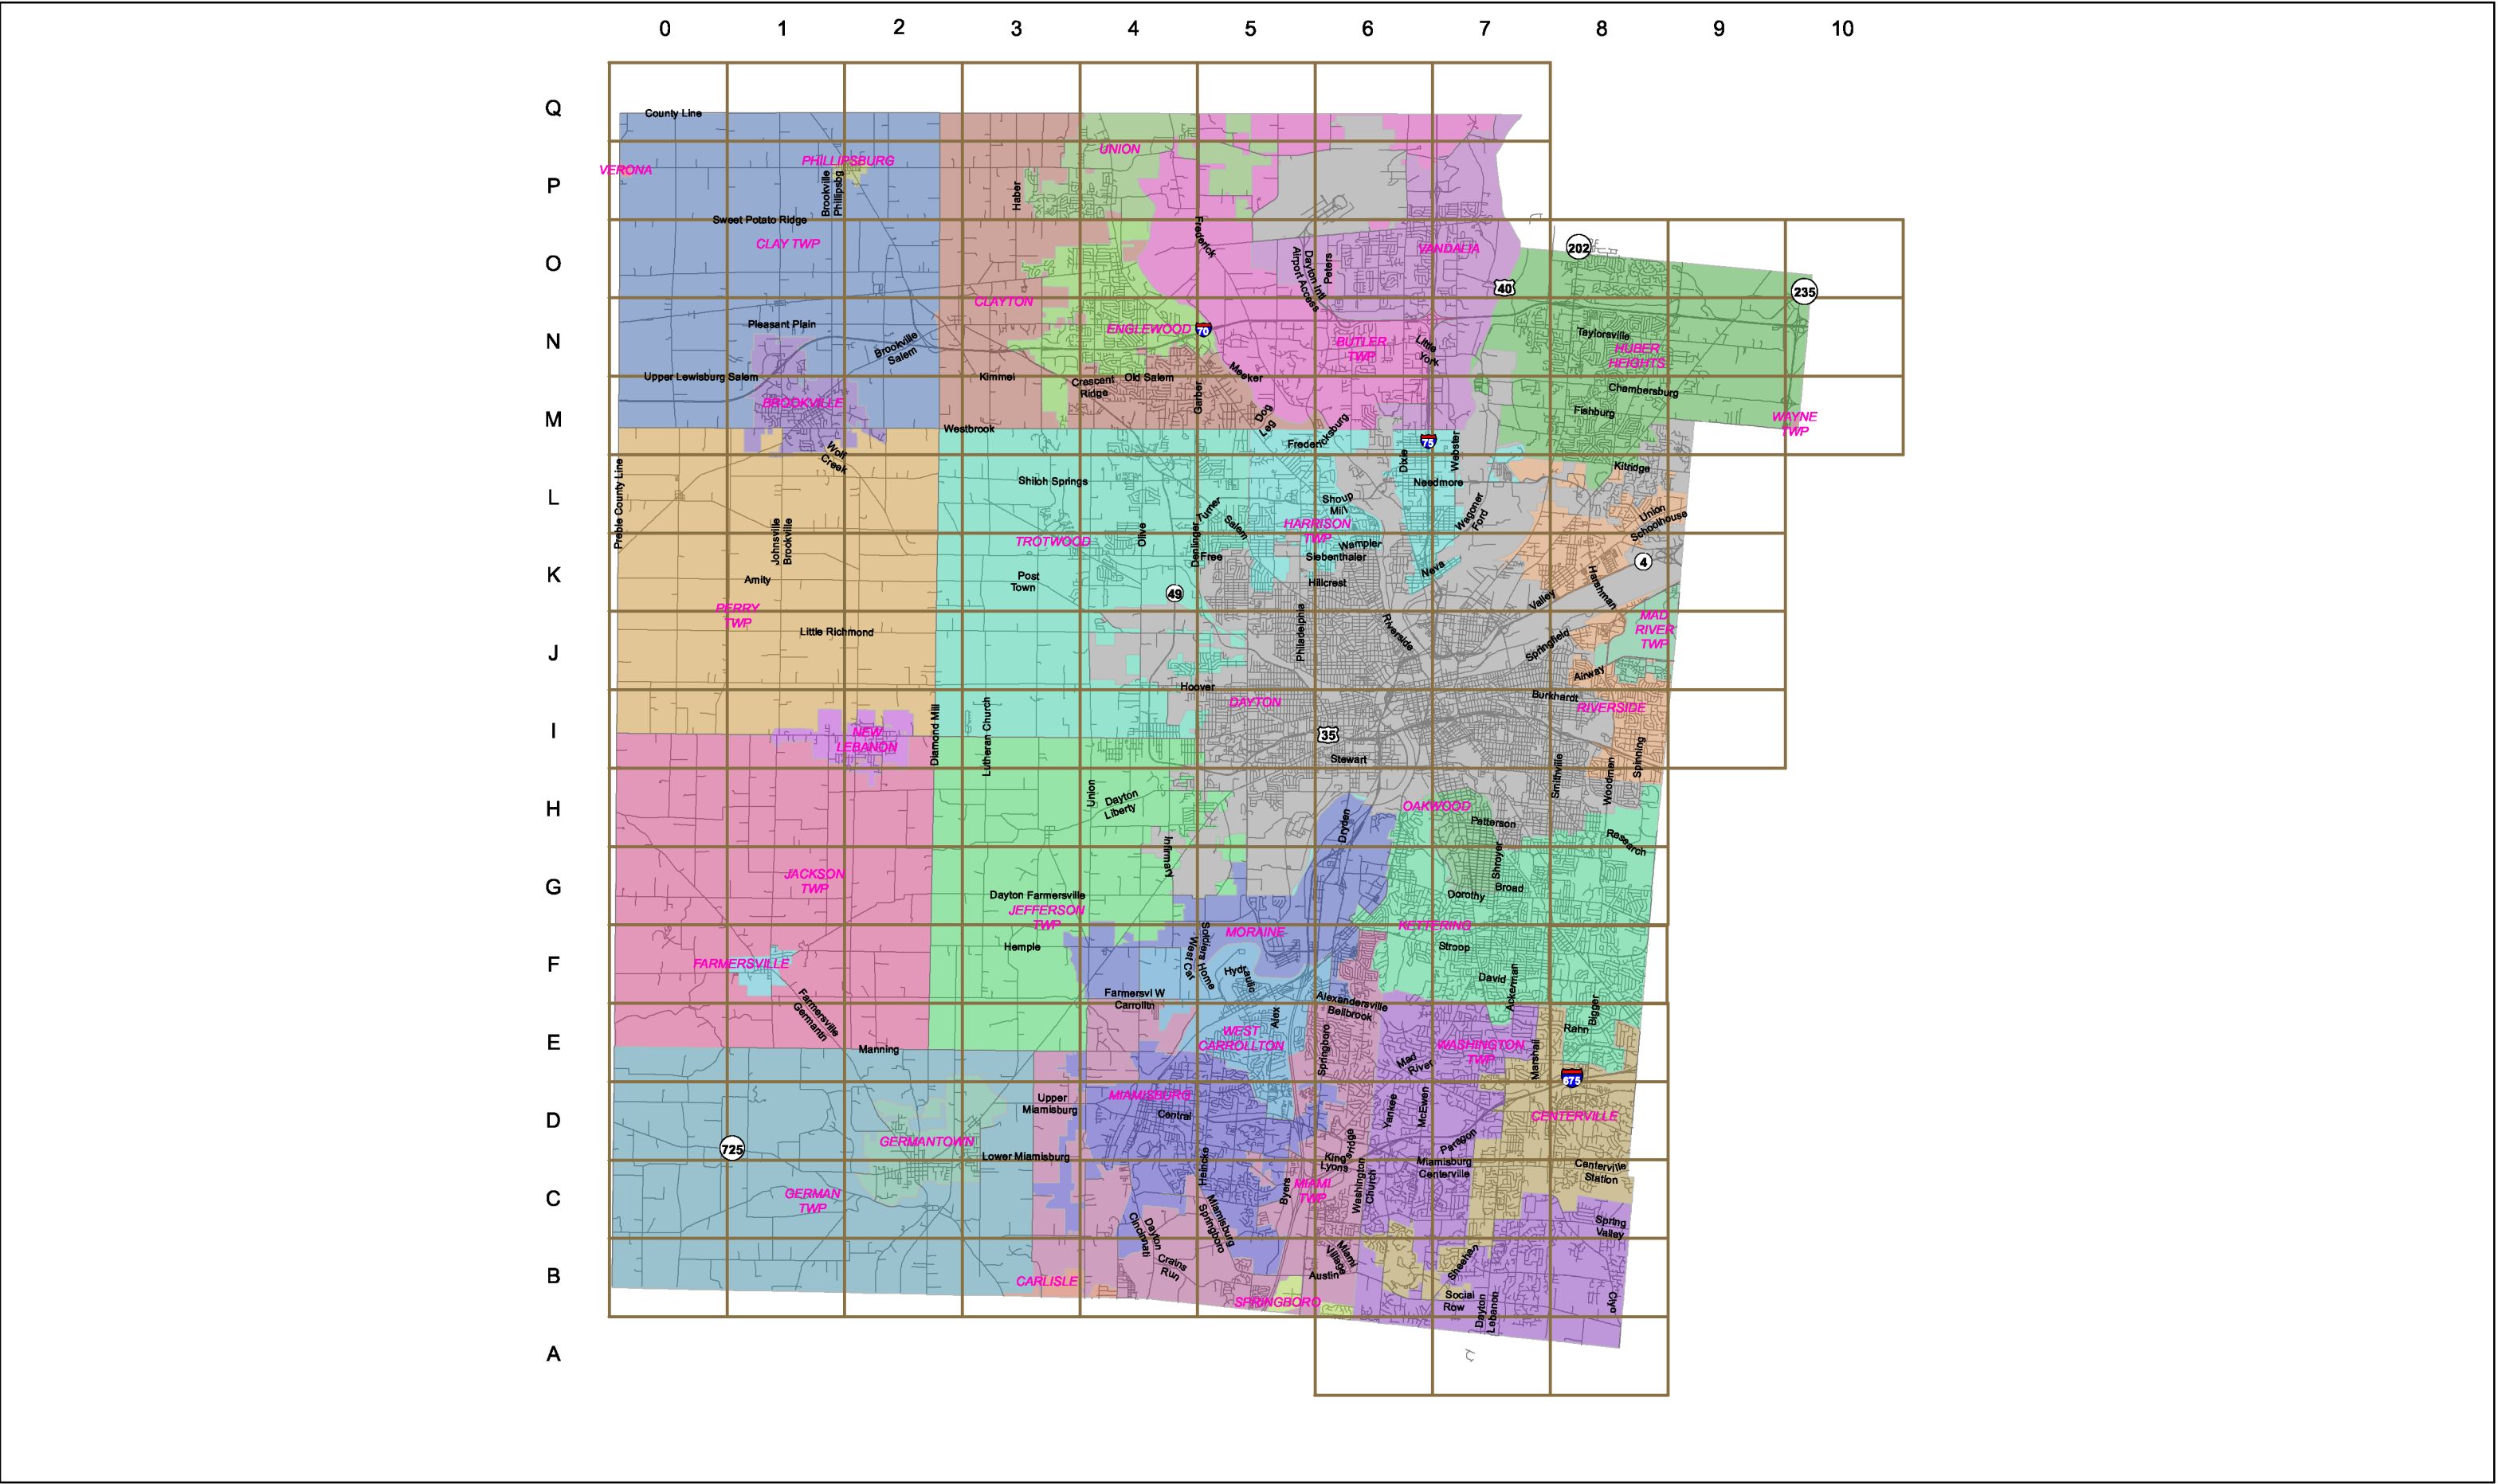 0 1 2 3 4 5 6 7 8 9 10
Q
County Line
UNION
PHILLIPSBURG
VERONA
P
Brookville
Phillipsbg
Haber
Sweet Potato Ridge
CLAY TWP
Frederick
VANDALIA
202
O
Dayton Intl
Airport Access
Peters
40
235
CLAYTON
Pleasant Plain
ENGLEWOOD
70
N
Brookville
Salem
BUTLER
TWP
Little
York
Taylorsville
HUBER
HEIGHTS
Upper Lewisburg Salem
Kimmel
Crescent
Ridge
Old Salem
Meeker
Garber
Chambersburg
BROOKVILLE
M
Dog
Leg
Fishburg
WAYNE
TWP
Westbrook
Fredericksburg
75
Webster
Wolf
Creek
Dixie
Kitridge
Preble County Line
Shiloh Springs
Needmore
L
Shoup
Mill
Turner
Salem
Wagoner
Ford
Union
Schoolhouse
HARRISON
TWP
Johnsville
Brookville
TROTWOOD
Olive
Denlinger
Free
Wampler
Siebenthaler
4
K
Amity
Post
Town
Hillcrest
Neva
Harshman
49
Valley
PERRY
TWP
Little Richmond
Philadelphia
Riverside
MAD
RIVER
TWP
J
Springfield
Airway
Hoover
Burkhardt
DAYTON
RIVERSIDE
I
NEW
LEBANON
Diamond Mill
Lutheran Church
35
Stewart
Spinning
Smithville
Woodman
H
Union
Dayton
Liberty
OAKWOOD
Dryden
Patterson
Research
Infirmary
Shroyer
JACKSON
TWP
G
Dayton Farmersville
Dorothy
Broad
JEFFERSON
TWP
KETTERING
MORAINE
Soldiers Home
West Car
Hemple
Stroop
F
FARMERSVILLE
Hydraulic
David
Ackerman
Farmersvl W
Carrolltn
Alexandersville
Bellbrook
Farmersville
Germantn
Alex
Bigger
Rahn
E
WEST
CARROLLTON
Springboro
WASHINGTON
TWP
Marshall
Manning
Mad
River
675
MIAMISBURG
Upper
Miamisburg
Central
Yankee
McEwen
CENTERVILLE
D
GERMANTOWN
725
Paragon
Lower Miamisburg
Kingsridge
Lyons
Miamisburg
Centerville
Centerville
Station
Heincke
Byers
MIAMI
TWP
Washington
Church
C
GERMAN
TWP
Miamisburg
Springboro
Dayton
Cincinnati
Spring
Valley
Crains
Run
Miami
Village
Sheehan
B
CARLISLE
Austin
Social
Row
SPRINGBORO
Dayton
Lebanon
Clyo
A